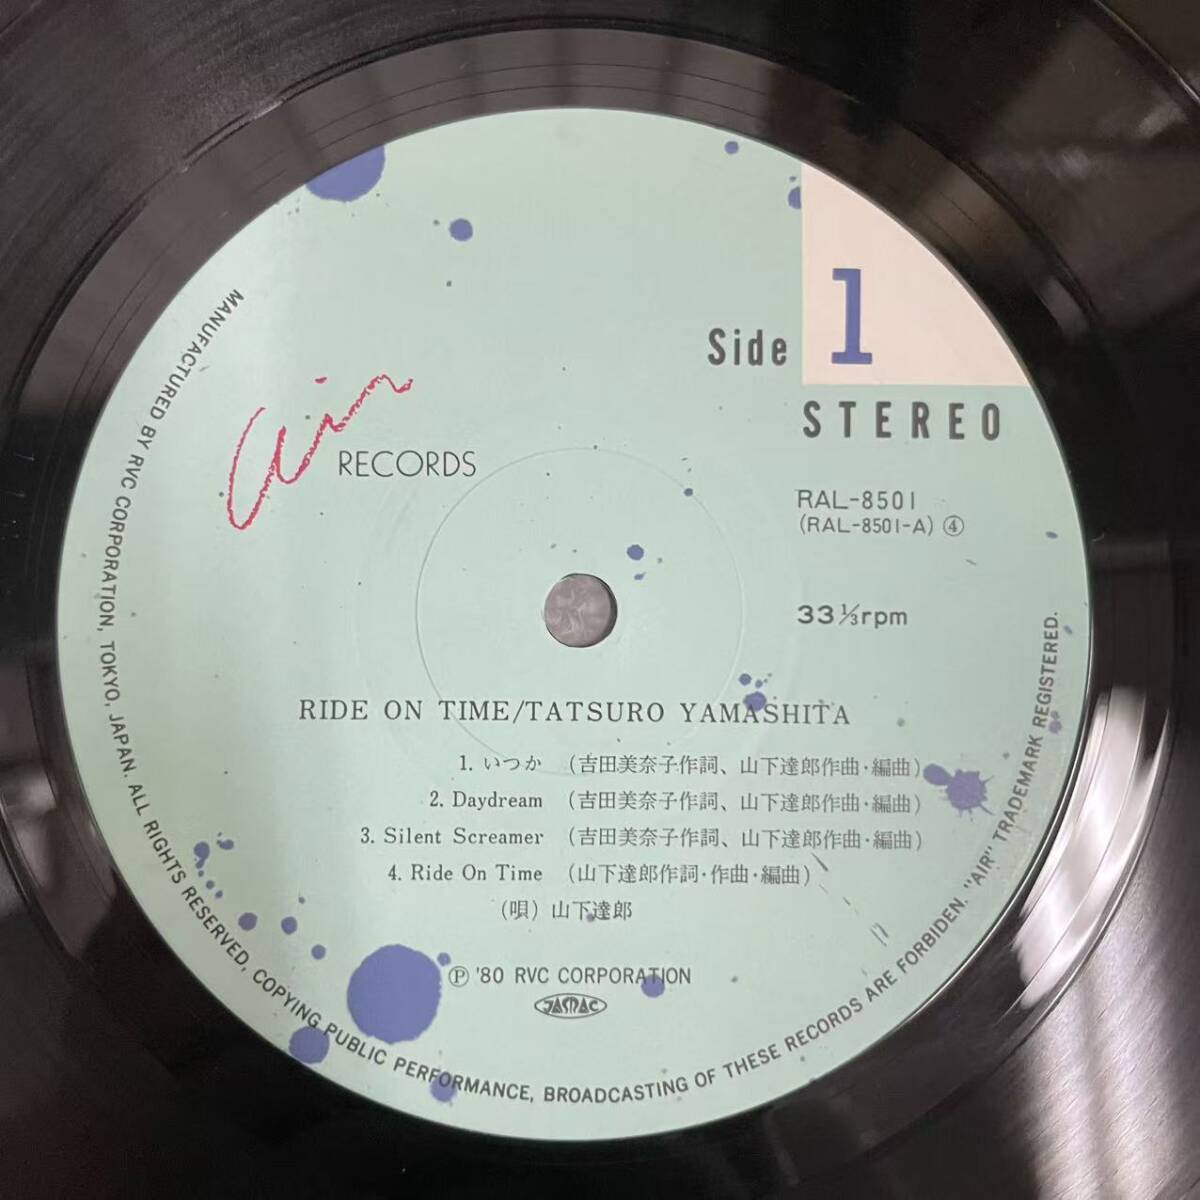 Air
RECORDS
Side 1
STEREO
RAL-8501
(RAL-8501-A) ④
33 ⅓ rpm
RIDE ON TIME/TATSURO YAMASHITA
1. いつか (吉田美奈子作詞、山下達郎作曲・編曲)
2. Daydream (吉田美奈子作詞、山下達郎作曲・編曲)
3. Silent Screamer (吉田美奈子作詞、山下達郎作曲・編曲)
4. Ride On Time (山下達郎作詞・作曲・編曲)
(唄) 山下達郎
Ⓟ '80 RVC CORPORATION
JASRAC
MANUFACTURED BY RVC CORPORATION, TOKYO, JAPAN. ALL RIGHTS RESERVED, COPYING PUBLIC PERFORMANCE, BROADCASTING OF THESE RECORDS ARE FORBIDEN. "AIR" TRADEMARK REGISTERED.